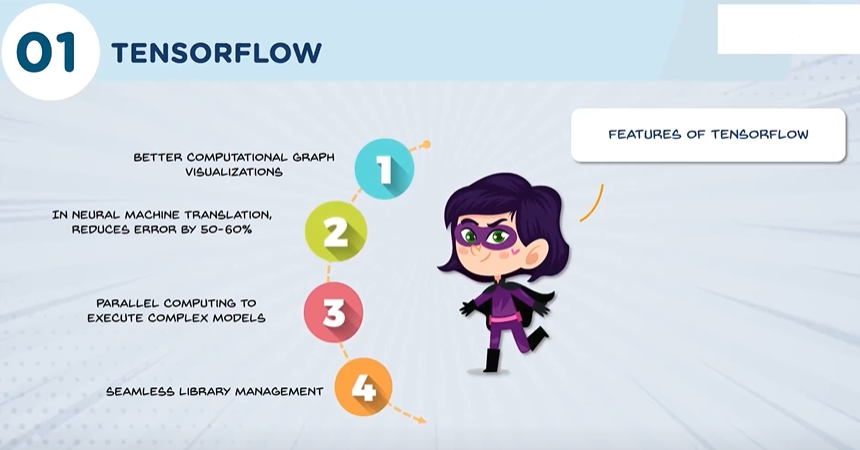 01 TENSORFLOW
FEATURES OF TENSORFLOW
1
BETTER COMPUTATIONAL GRAPH
VISUALIZATIONS
2
IN NEURAL MACHINE TRANSLATION,
REDUCES ERROR BY 50-60%
3
PARALLEL COMPUTING TO
EXECUTE COMPLEX MODELS
4
SEAMLESS LIBRARY MANAGEMENT